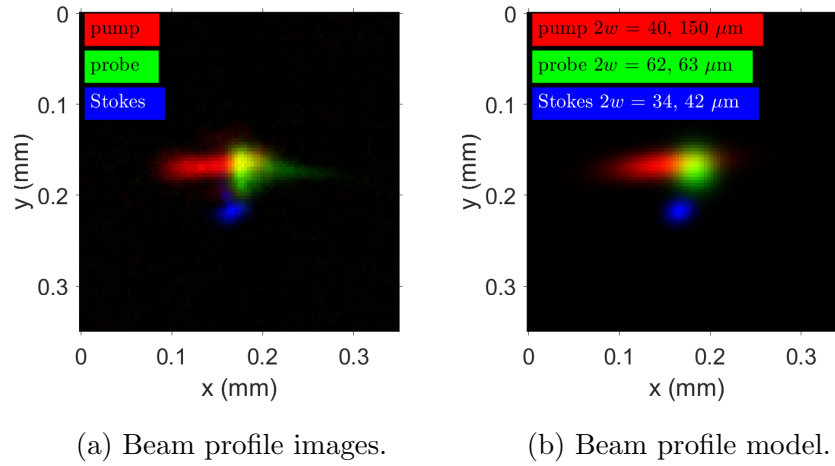 0
pump
probe
Stokes
0.1
0.2
0.3
y (mm)
0
0.1
0.2
0.3
x (mm)
(a) Beam profile images.
0
pump 2w = 40, 150 μm
probe 2w = 62, 63 μm
Stokes 2w = 34, 42 μm
0.1
0.2
0.3
y (mm)
0
0.1
0.2
0.3
x (mm)
(b) Beam profile model.